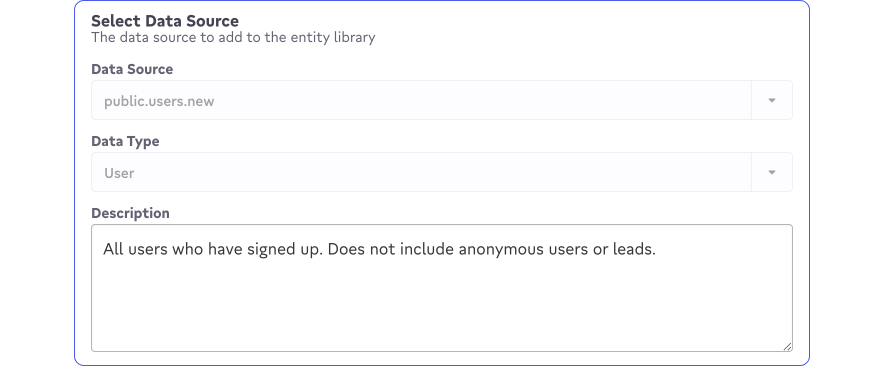 Select Data Source
The data source to add to the entity library
Data Source
public.users.new
Data Type
User
Description
All users who have signed up. Does not include anonymous users or leads.